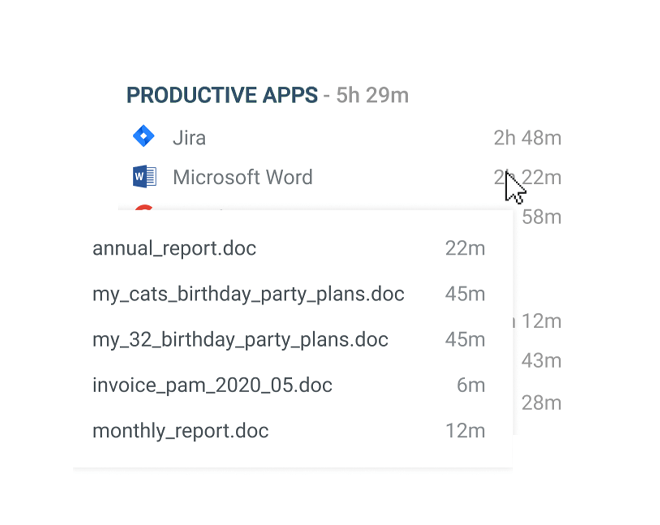 PRODUCTIVE APPS - 5h 29m
Jira 2h 48m
Microsoft Word 2h 22m
58m
annual_report.doc 22m
my_cats_birthday_party_plans.doc 45m
12m
my_32_birthday_party_plans.doc 45m
43m
invoice_pam_2020_05.doc 6m
28m
monthly_report.doc 12m